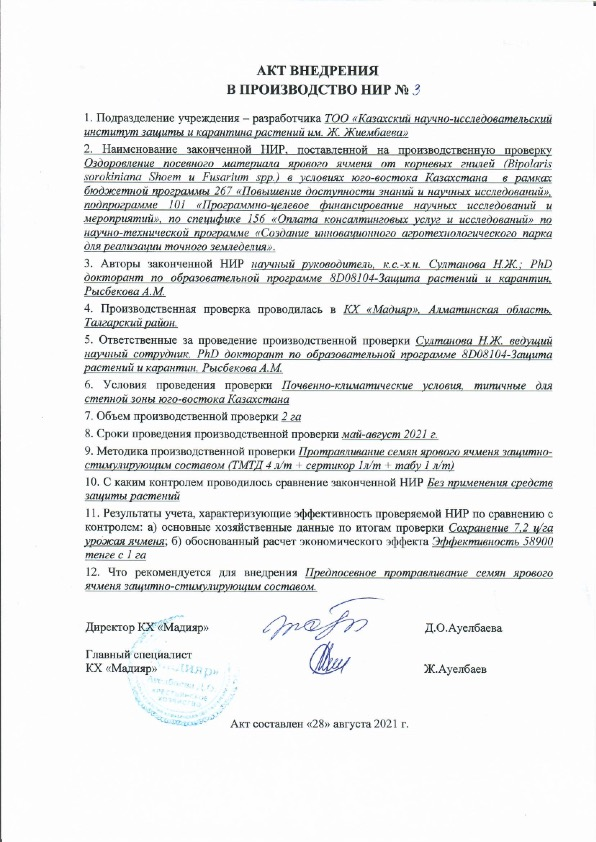 АКТ ВНЕДРЕНИЯ
В ПРОИЗВОДСТВО НИР № 3
1. Подразделение учреждения – разработчика ТОО «Казахский научно-исследовательский
институт защиты и карантина растений им. Ж. Жиембаева»
2. Наименование законченной НИР, поставленной на производственную проверку
Оздоровление посевного материала ярового ячменя от корневых гнилей (Bipolaris
sorokiniana Shoem и Fusarium spp.) в условиях юго-востока Казахстана в рамках
бюджетной программы 267 «Повышение доступности знаний и научных исследований»,
подпрограмме 101 «Программно-целевое финансирование научных исследований и
мероприятий», по специфике 156 «Оплата консалтинговых услуг и исследований» по
научно-технической программе «Создание инновационного агротехнологического парка
для реализации точного земледелия».
3. Авторы законченной НИР научный руководитель, к.с.-х.н. Султанова Н.Ж.; PhD
докторант по образовательной программе 8D08104-Защита растений и карантин,
Рысбекова А.М.
4. Производственная проверка проводилась в КХ «Мадияр», Алматинская область,
Талгарский район.
5. Ответственные за проведение производственной проверки Султанова Н.Ж. ведущий
научный сотрудник, PhD докторант по образовательной программе 8D08104-Защита
растений и карантин, Рысбекова А.М.
6. Условия проведения проверки Почвенно-климатические условия, типичные для
степной зоны юго-востока Казахстана
7. Объем производственной проверки 2 га
8. Сроки проведения производственной проверки май-август 2021 г.
9. Методика производственной проверки Протравливание семян ярового ячменя защитно-
стимулирующим составом (ТМТД 4 л/т + сертикор 1л/т + табу 1 л/т)
10. С каким контролем проводилось сравнение законченной НИР Без применения средств
защиты растений
11. Результаты учета, характеризующие эффективность проверяемой НИР по сравнению с
контролем: а) основные хозяйственные данные по итогам проверки Сохранение 7,2 ц/га
урожая ячменя; б) обоснованный расчет экономического эффекта Эффективность 58900
тенге с 1 га
12. Что рекомендуется для внедрения Предпосевное протравливание семян ярового
ячменя защитно-стимулирующим составом.
Директор КХ «Мадияр» Д.О.Ауелбаева
Главный специалист
КХ «Мадияр» Ж.Ауелбаев
Акт составлен «28» августа 2021 г.